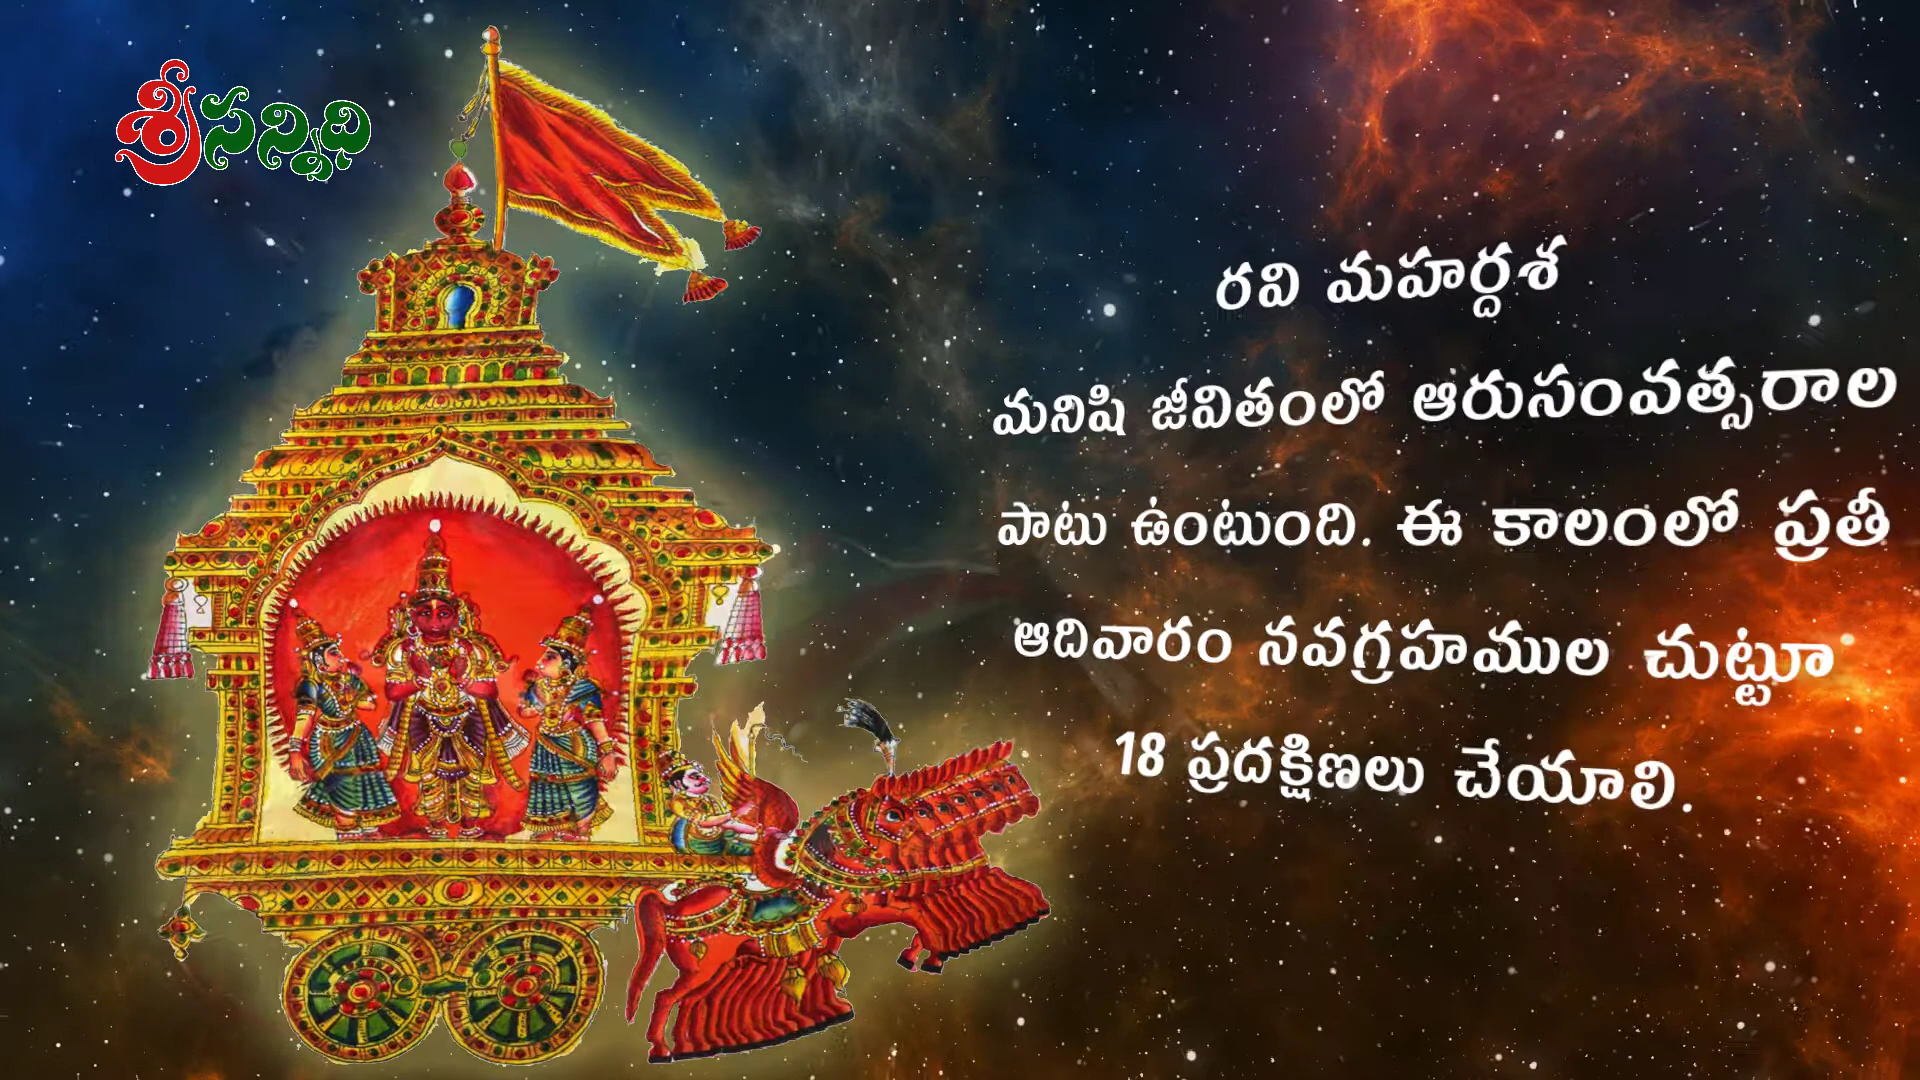 శ్రీసన్నిధి
రవి మహర్దశ
మనిషి జీవితంలో ఆరుసంవత్సరాల
పాటు ఉంటుంది. ఈ కాలంలో ప్రతీ
ఆదివారం నవగ్రహముల చుట్టూ
18 ప్రదక్షిణలు చేయాలి.